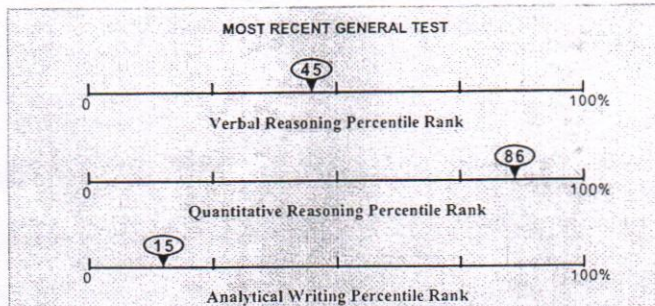 MOST RECENT GENERAL TEST
45
0 100%
Verbal Reasoning Percentile Rank
86
0 100%
Quantitative Reasoning Percentile Rank
15
0 100%
Analytical Writing Percentile Rank